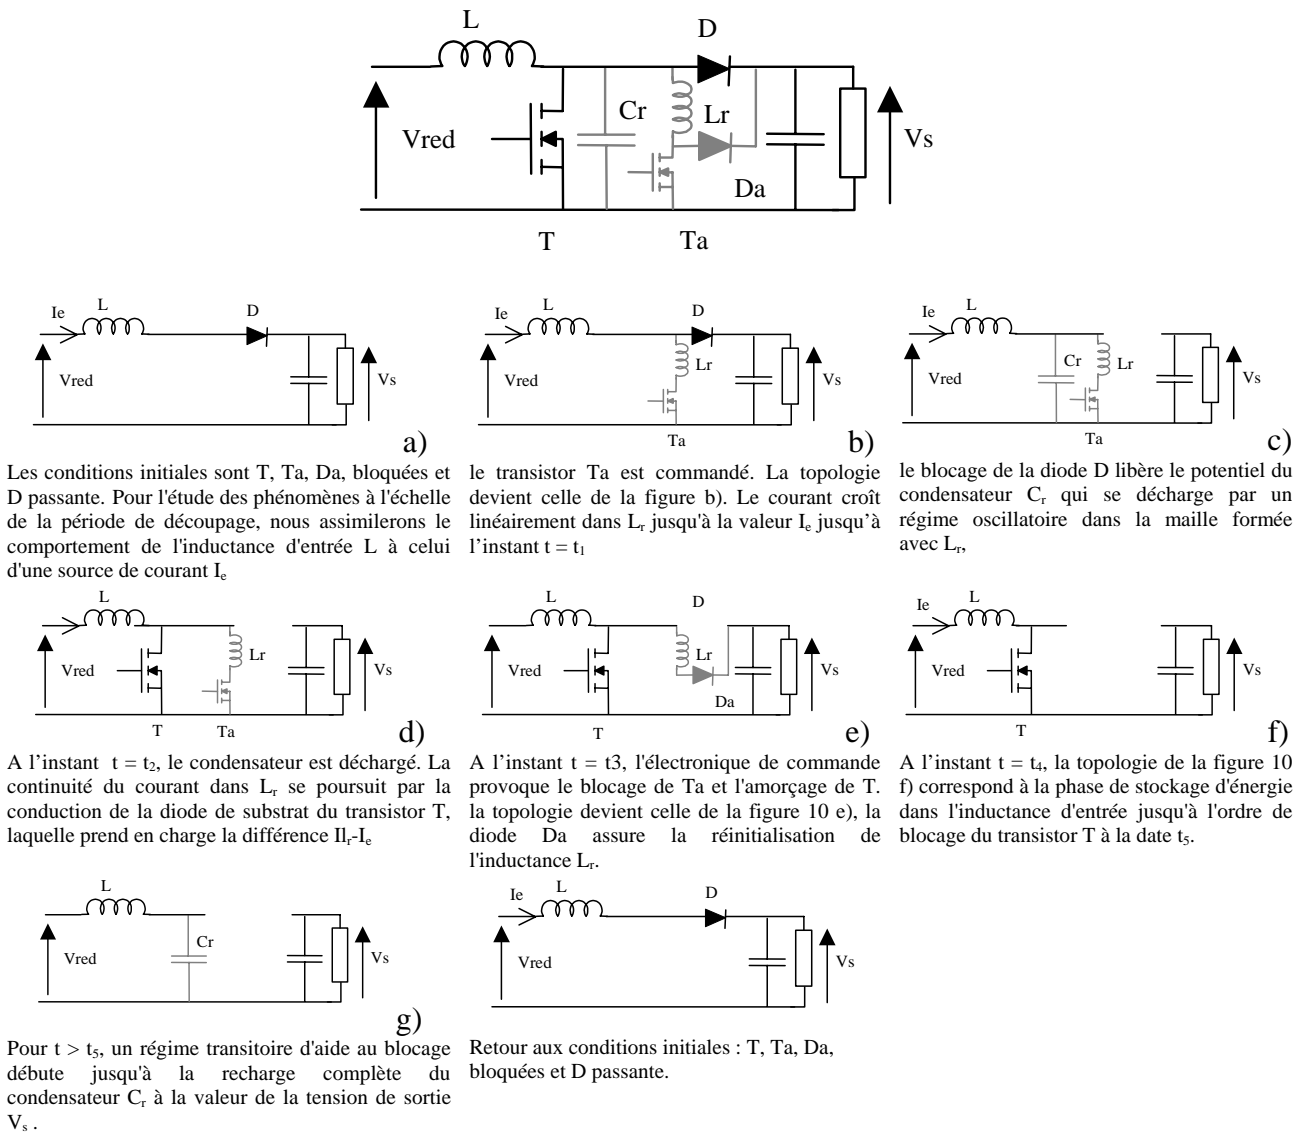 L
D
Cr
Lr
Vred
Vs
Da
T
Ta
Ie
L
D
Vred
Vs
a)
Ie
L
D
Lr
Vred
Vs
Ta
b)
Ie
L
Cr
Lr
Vred
Vs
Ta
c)
Les conditions initiales sont T, Ta, Da, bloquées et
D passante. Pour l'étude des phénomènes à l'échelle
de la période de découpage, nous assimilerons le
comportement de l'inductance d'entrée L à celui
d'une source de courant Ie
le transistor Ta est commandé. La topologie
devient celle de la figure b). Le courant croît
linéairement dans Lr jusqu'à la valeur Ie jusqu’à
l’instant t = t1
le blocage de la diode D libère le potentiel du
condensateur Cr qui se décharge par un
régime oscillatoire dans la maille formée
avec Lr,
L
Lr
Vred
Vs
T
Ta
d)
L
D
Lr
Vred
Vs
Da
T
e)
Ie
L
Vred
Vs
T
f)
A l’instant t = t2, le condensateur est déchargé. La
continuité du courant dans Lr se poursuit par la
conduction de la diode de substrat du transistor T,
laquelle prend en charge la différence Ilr-Ie
A l’instant t = t3, l'électronique de commande
provoque le blocage de Ta et l'amorçage de T.
la topologie devient celle de la figure 10 e), la
diode Da assure la réinitialisation de
l'inductance Lr.
A l’instant t = t4, la topologie de la figure 10
f) correspond à la phase de stockage d'énergie
dans l'inductance d'entrée jusqu'à l'ordre de
blocage du transistor T à la date t5.
L
Cr
Vred
Vs
g)
Ie
L
D
Vred
Vs
Pour t > t5, un régime transitoire d'aide au blocage
débute jusqu'à la recharge complète du
condensateur Cr à la valeur de la tension de sortie
Vs .
Retour aux conditions initiales : T, Ta, Da,
bloquées et D passante.